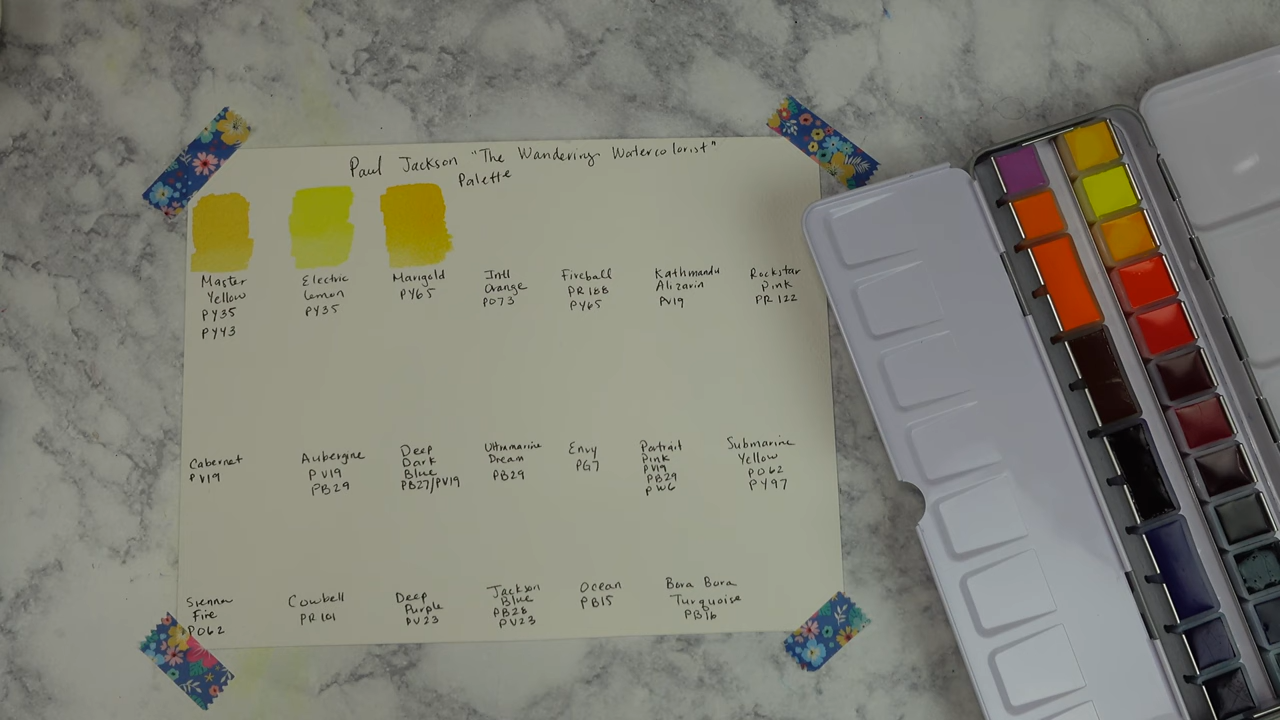 Paul Jackson "The Wandering Watercolorist"
Palette
Master
Yellow
PY35
PY43
Electric
Lemon
PY35
Marigold
PY65
Intl
Orange
PO73
Fireball
PR188
PY65
Kathmandu
Alizarin
PV19
Rockstar
Pink
PR122
Cabernet
PV19
Aubergine
PV19
PB29
Deep
Dark
Blue
PB27/PV19
Ultramarine
Dream
PB29
Envy
PG7
Portrait
Pink
PV19
PB29
PW6
Submarine
Yellow
PO62
PY97
Sienna
Fire
PO62
Cowbell
PR101
Deep
Purple
PV23
Jackson
Blue
PB28
PV23
Ocean
PB15
Bora Bora
Turquoise
PB16